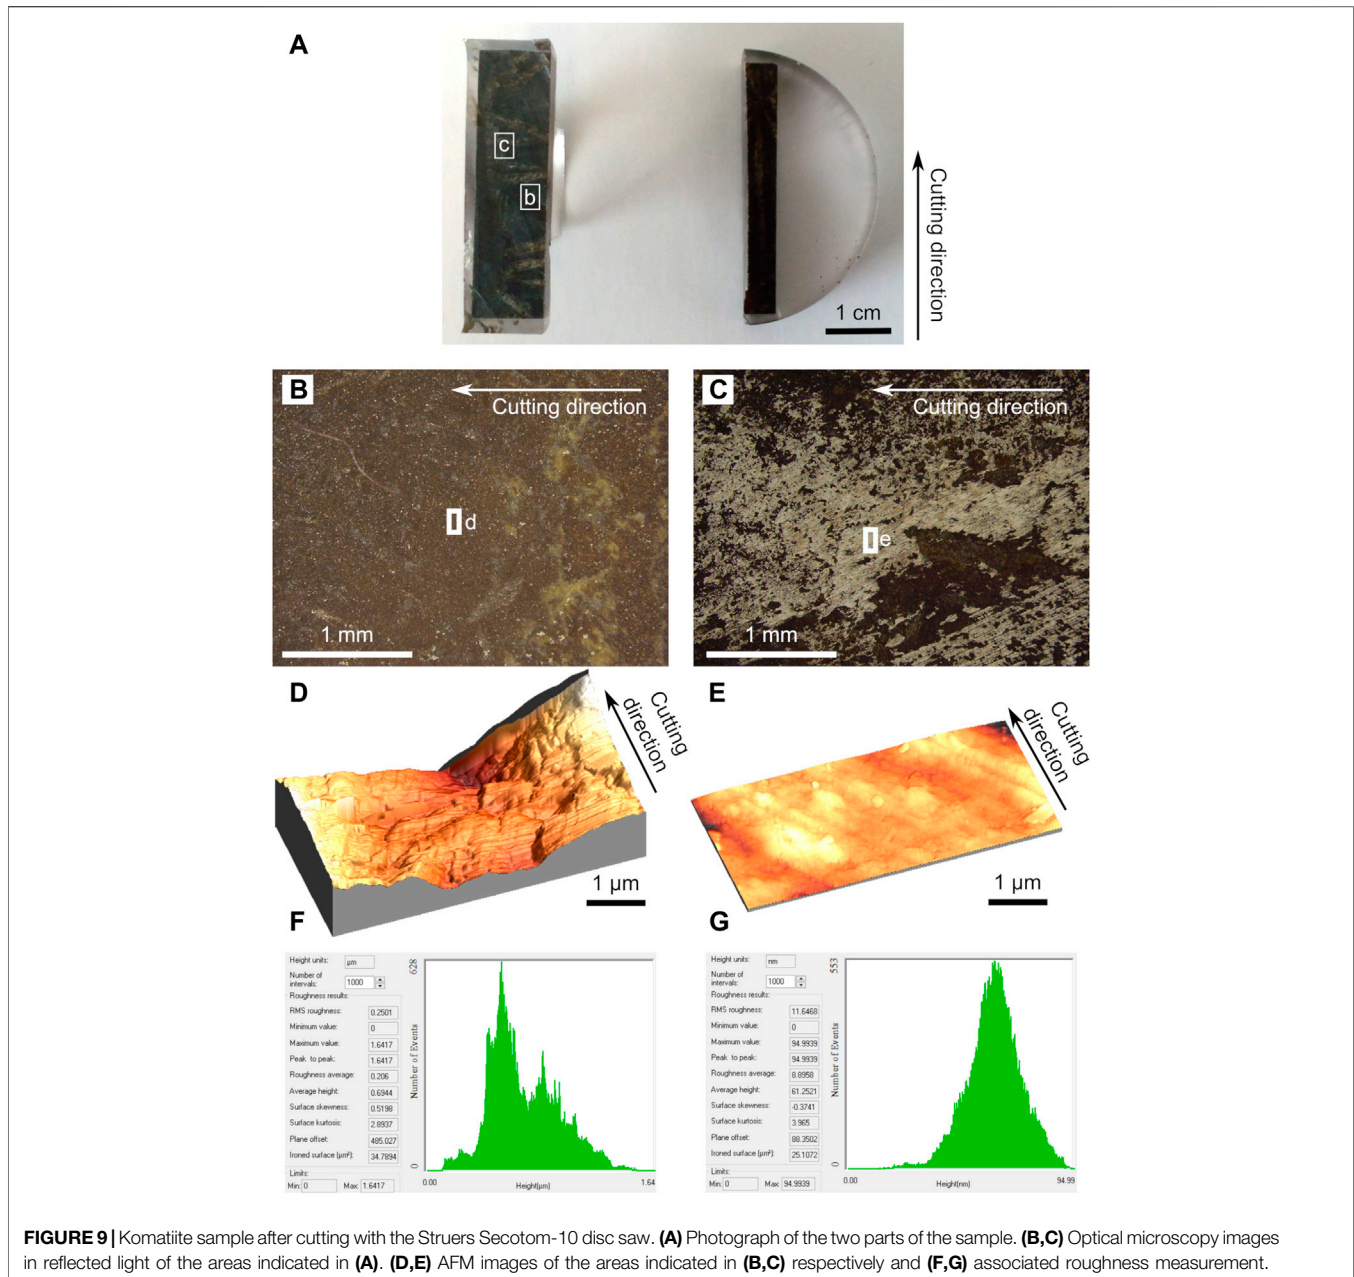 A
c
b
Cutting direction
1 cm
B
Cutting direction
d
1 mm
C
Cutting direction
e
1 mm
D
Cutting
direction
1 µm
E
Cutting
direction
1 µm
F
Height units: µm
Number of
intervals: 1000
Roughness results:
RMS roughness: 0.2501
Minimum value: 0
Maximum value: 1.6417
Peak to peak: 1.6417
Roughness average: 0.206
Average height: 0.6944
Surface skewness: 0.5198
Surface kurtosis: 2.8937
Plane offset: 485.027
Ironed surface (µm²): 34.7894
Limits:
Min: 0 Max: 1.6417
628
Number of Events
0
0.00 Height(µm) 1.64
G
Height units: nm
Number of
intervals: 1000
Roughness results:
RMS roughness: 11.6468
Minimum value: 0
Maximum value: 94.9939
Peak to peak: 94.9939
Roughness average: 8.8958
Average height: 61.2521
Surface skewness: -0.3741
Surface kurtosis: 3.965
Plane offset: 88.3502
Ironed surface (µm²): 25.1072
Limits:
Min: 0 Max: 94.9939
553
Number of Events
0
0.00 Height(nm) 94.99
FIGURE 9 | Komatiite sample after cutting with the Struers Secotom-10 disc saw. (A) Photograph of the two parts of the sample. (B,C) Optical microscopy images
in reflected light of the areas indicated in (A). (D,E) AFM images of the areas indicated in (B,C) respectively and (F,G) associated roughness measurement.